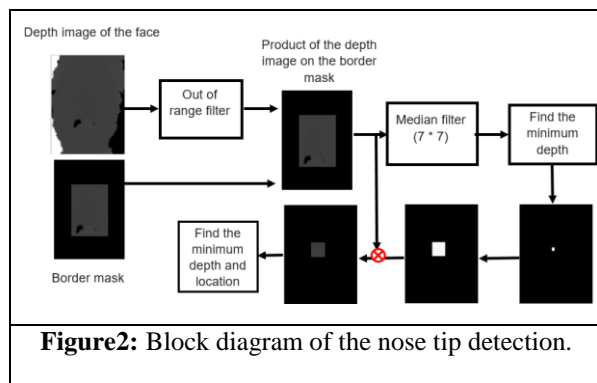 Depth image of the face
Product of the depth
image on the border
mask
Out of
range filter
Median filter
(7 * 7)
Find the
minimum
depth
Border mask
Find the
minimum
depth and
location
Figure2: Block diagram of the nose tip detection.